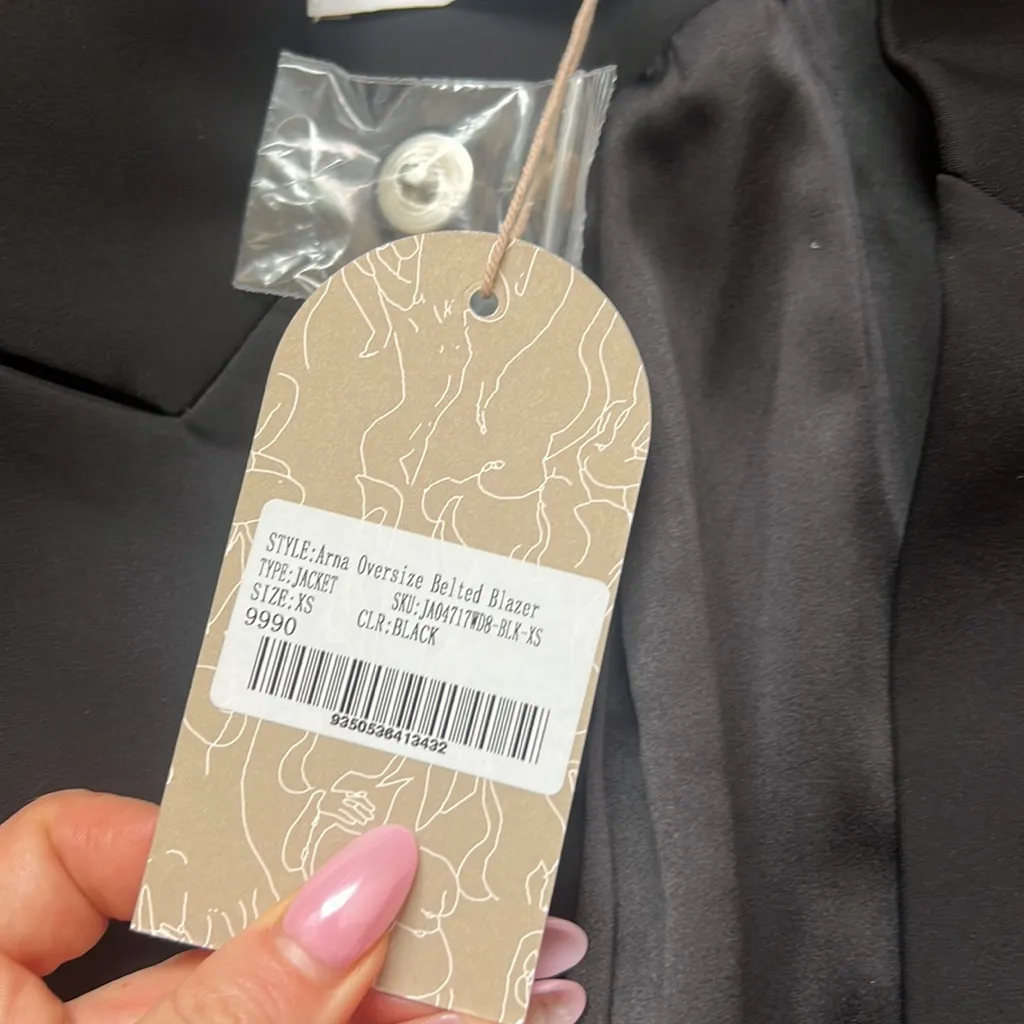 STYLE:Arna Oversize Belted Blazer
TYPE:JACKET SKU:JA04717WD8-BLK-XS
SIZE:XS CLR:BLACK
9990
9350536413432